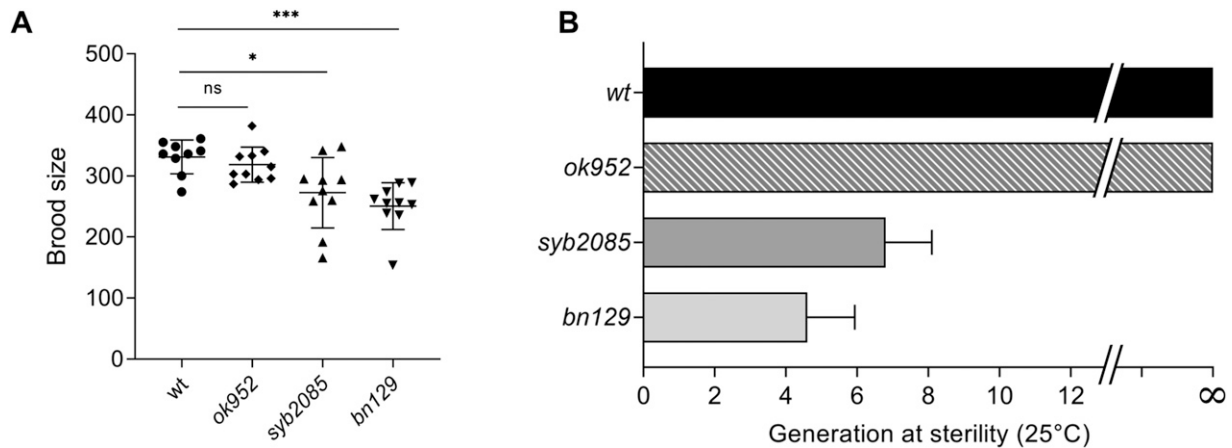 A
***
*
ns
500
400
300
200
100
0
Brood size
wt
ok952
syb2085
bn129
B
wt
ok952
syb2085
bn129
0 2 4 6 8 10 12 ∞
Generation at sterility (25°C)